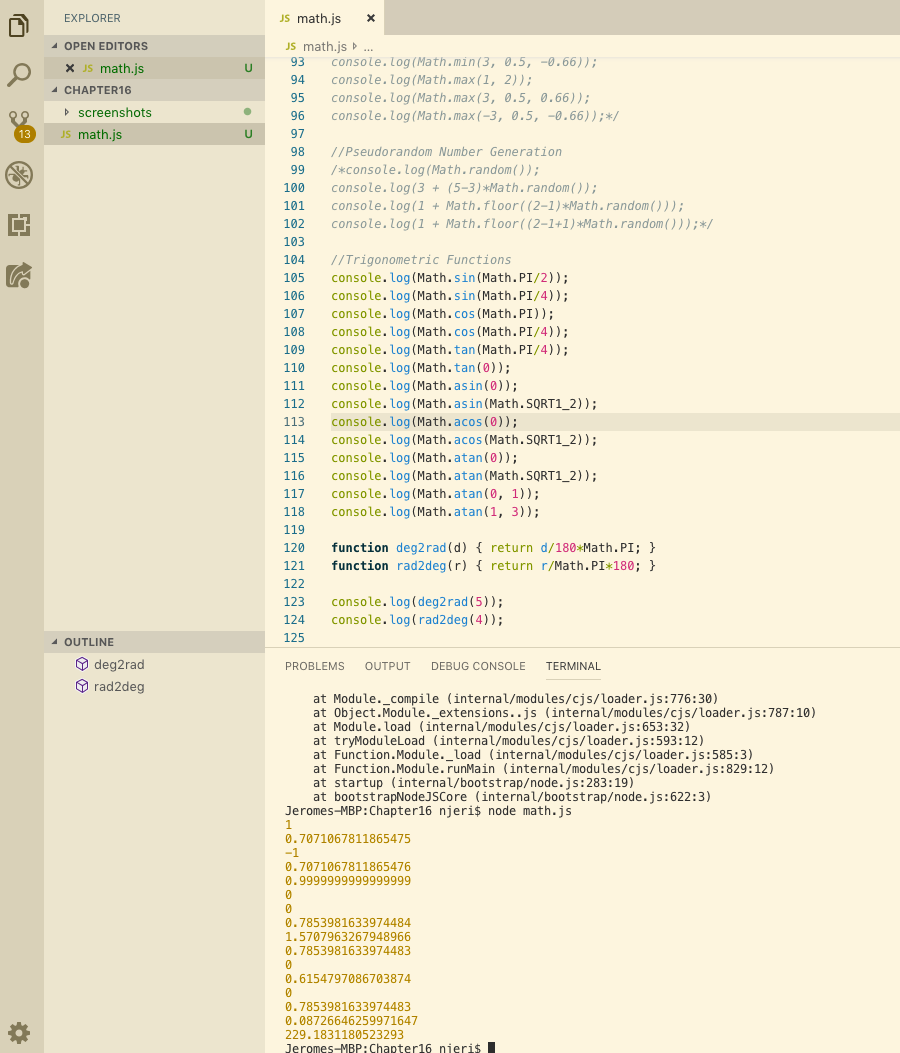 EXPLORER
OPEN EDITORS
JS math.js U
CHAPTER16
screenshots
JS math.js U
13
OUTLINE
deg2rad
rad2deg
JS math.js
JS math.js ...
93 console.log(Math.min(3, 0.5, -0.66));
94 console.log(Math.max(1, 2));
95 console.log(Math.max(3, 0.5, 0.66));
96 console.log(Math.max(-3, 0.5, -0.66));*/
97
98 //Pseudorandom Number Generation
99 /*console.log(Math.random());
100 console.log(3 + (5-3)*Math.random());
101 console.log(1 + Math.floor((2-1)*Math.random()));
102 console.log(1 + Math.floor((2-1+1)*Math.random()));*/
103
104 //Trigonometric Functions
105 console.log(Math.sin(Math.PI/2));
106 console.log(Math.sin(Math.PI/4));
107 console.log(Math.cos(Math.PI));
108 console.log(Math.cos(Math.PI/4));
109 console.log(Math.tan(Math.PI/4));
110 console.log(Math.tan(0));
111 console.log(Math.asin(0));
112 console.log(Math.asin(Math.SQRT1_2));
113 console.log(Math.acos(0));
114 console.log(Math.acos(Math.SQRT1_2));
115 console.log(Math.atan(0));
116 console.log(Math.atan(Math.SQRT1_2));
117 console.log(Math.atan(0, 1));
118 console.log(Math.atan(1, 3));
119
120 function deg2rad(d) { return d/180*Math.PI; }
121 function rad2deg(r) { return r/Math.PI*180; }
122
123 console.log(deg2rad(5));
124 console.log(rad2deg(4));
125
PROBLEMS OUTPUT DEBUG CONSOLE TERMINAL
at Module._compile (internal/modules/cjs/loader.js:776:30)
at Object.Module._extensions..js (internal/modules/cjs/loader.js:787:10)
at Module.load (internal/modules/cjs/loader.js:653:32)
at tryModuleLoad (internal/modules/cjs/loader.js:593:12)
at Function.Module._load (internal/modules/cjs/loader.js:585:3)
at Function.Module.runMain (internal/modules/cjs/loader.js:829:12)
at startup (internal/bootstrap/node.js:283:19)
at bootstrapNodeJSCore (internal/bootstrap/node.js:622:3)
Jeromes-MBP:Chapter16 njeri$ node math.js
1
0.7071067811865475
-1
0.7071067811865476
0.9999999999999999
0
0
0.7853981633974484
1.5707963267948966
0.7853981633974483
0
0.6154797086703874
0
0.7853981633974483
0.08726646259971647
229.1831180523293
Jeromes-MBP:Chapter16 njeri$